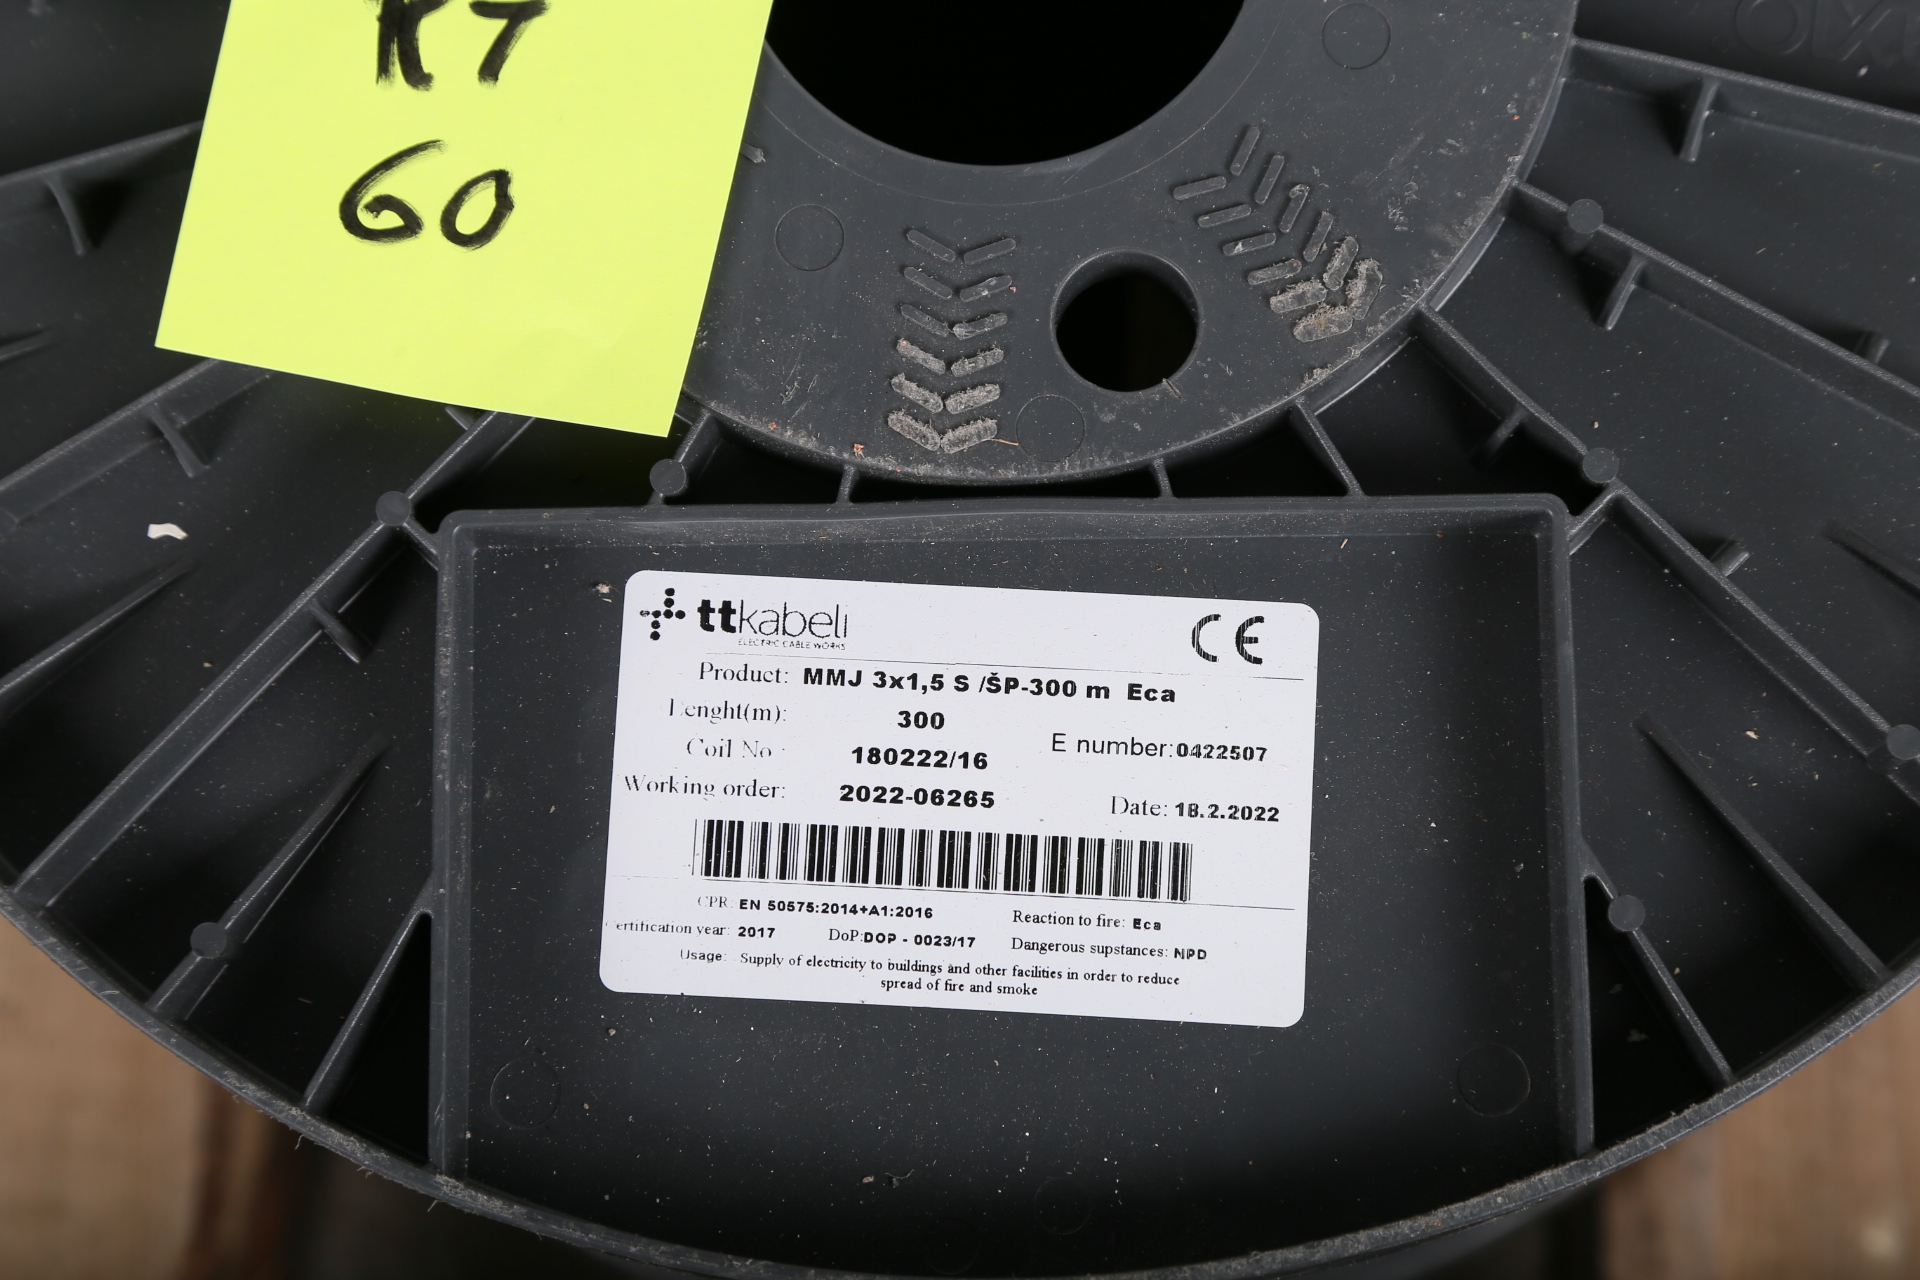 60
ttkabeli
ELECTRIC CABLE WORKS
CE
Product: MMJ 3x1,5 S /ŠP-300 m Eca
Lenght(m): 300
Coil No.: 180222/16
E number: 0422507
Working order: 2022-06265
Date: 18.2.2022
CPR: EN 50575:2014+A1:2016
Reaction to fire: Eca
ertification year: 2017
DoP: DOP - 0023/17
Dangerous supstances: NPD
Usage: Supply of electricity to buildings and other facilities in order to reduce
spread of fire and smoke